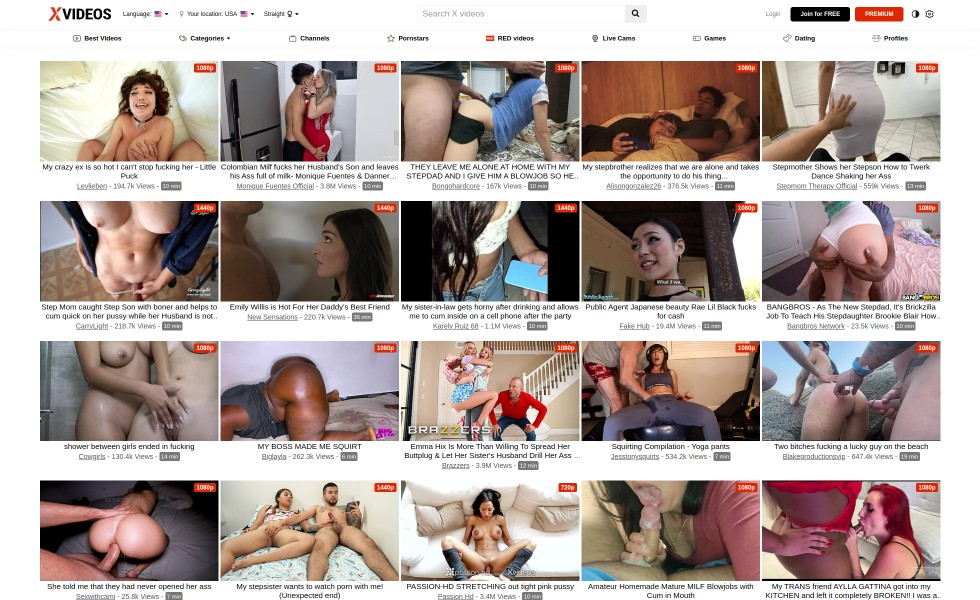 XVIDEOS
Language:
Your location: USA
Straight
Search X videos
Login
Join for FREE
PREMIUM
Best Videos
Categories
Channels
Pornstars
RED videos
Live Cams
Games
Dating
Profiles
1080p
1080p
1080p
1080p
1080p
My crazy ex is so hot I can't stop fucking her - Little
Puck
Levlieben - 194.7k Views - 10 min
Colombian Milf fucks her Husband's Son and leaves
his Ass full of milk- Monique Fuentes & Danner...
Monique Fuentes Official - 3.8M Views - 10 min
THEY LEAVE ME ALONE AT HOME WITH MY
STEPDAD AND I GIVE HIM A BLOWJOB SO HE..
Bongohardcore - 167k Views - 10 min
My stepbrother realizes that we are alone and takes
the opportunity to do his thing...
Alisongonzalez26 - 376.5k Views - 11 min
Stepmother Shows her Stepson How to Twerk
Dance Shaking her Ass
Stepmom Therapy Official - 559k Views - 13 min
1440p
1440p
1440p
1080p
1080p
What if we...
BANGBROS
Step Mom caught Step Son with boner and helps to
cum quick on her pussy while her Husband is not..
CarryLight - 218.7k Views - 10 min
Emily Willis is Hot For Her Daddy's Best Friend
New Sensations - 220.7k Views - 36 min
My sister-in-law gets horny after drinking and allows
me to cum inside on a cell phone after the party
Karely Ruiz 68 - 1.1M Views - 10 min
Public Agent Japanese beauty Rae Lil Black fucks
for cash
Fake Hub - 19.4M Views - 11 min
BANGBROS - As The New Stepdad, It's Brickzilla
Job To Teach His Stepdaughter Brookie Blair How..
Bangbros Network - 23.5k Views - 10 min
1080p
1080p
1080p
1080p
1080p
BRAZZERS
shower between girls ended in fucking
Cowgirls - 130.4k Views - 14 min
MY BOSS MADE ME SQUIRT
Biglayla - 262.3k Views - 6 min
Emma Hix Is More Than Willing To Spread Her
Buttplug & Let Her Sister's Husband Drill Her Ass ...
Brazzers - 3.9M Views - 12 min
Squirting Compilation - Yoga pants
Jesstonysquirts - 534.2k Views - 7 min
Two bitches fucking a lucky guy on the beach
Blakeproductionsvip - 647.4k Views - 19 min
1080p
1440p
720p
1080p
1080p
She told me that they had never opened her ass
Sexwithcami - 25.8k Views - 7 min
My stepsister wants to watch porn with me!
(Unexpected end)
PASSION-HD STRETCHING out tight pink pussy
Passion Hd - 3.4M Views - 10 min
Amateur Homemade Mature MILF Blowjobs with
Cum in Mouth
My TRANS friend AYLLA GATTINA got into my
KITCHEN and left it completely BROKEN!! I was a..